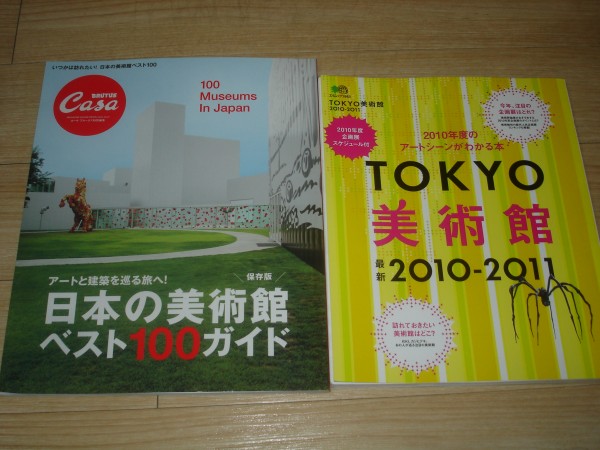 いつかは訪れたい! 日本の美術館ベスト100
BRUTUS
Casa
100
Museums
In Japan
アートと建築を巡る旅へ!
保存版
日本の美術館
ベスト100ガイド
TOKYO美術館
2010-2011
2010年度
企画展
スケジュール付
今年、注目の
企画展はどれ?
2010年度の
アートシーンがわかる本
TOKYO
美術館
最新
2010-2011
訪れておきたい
美術館はどこ?